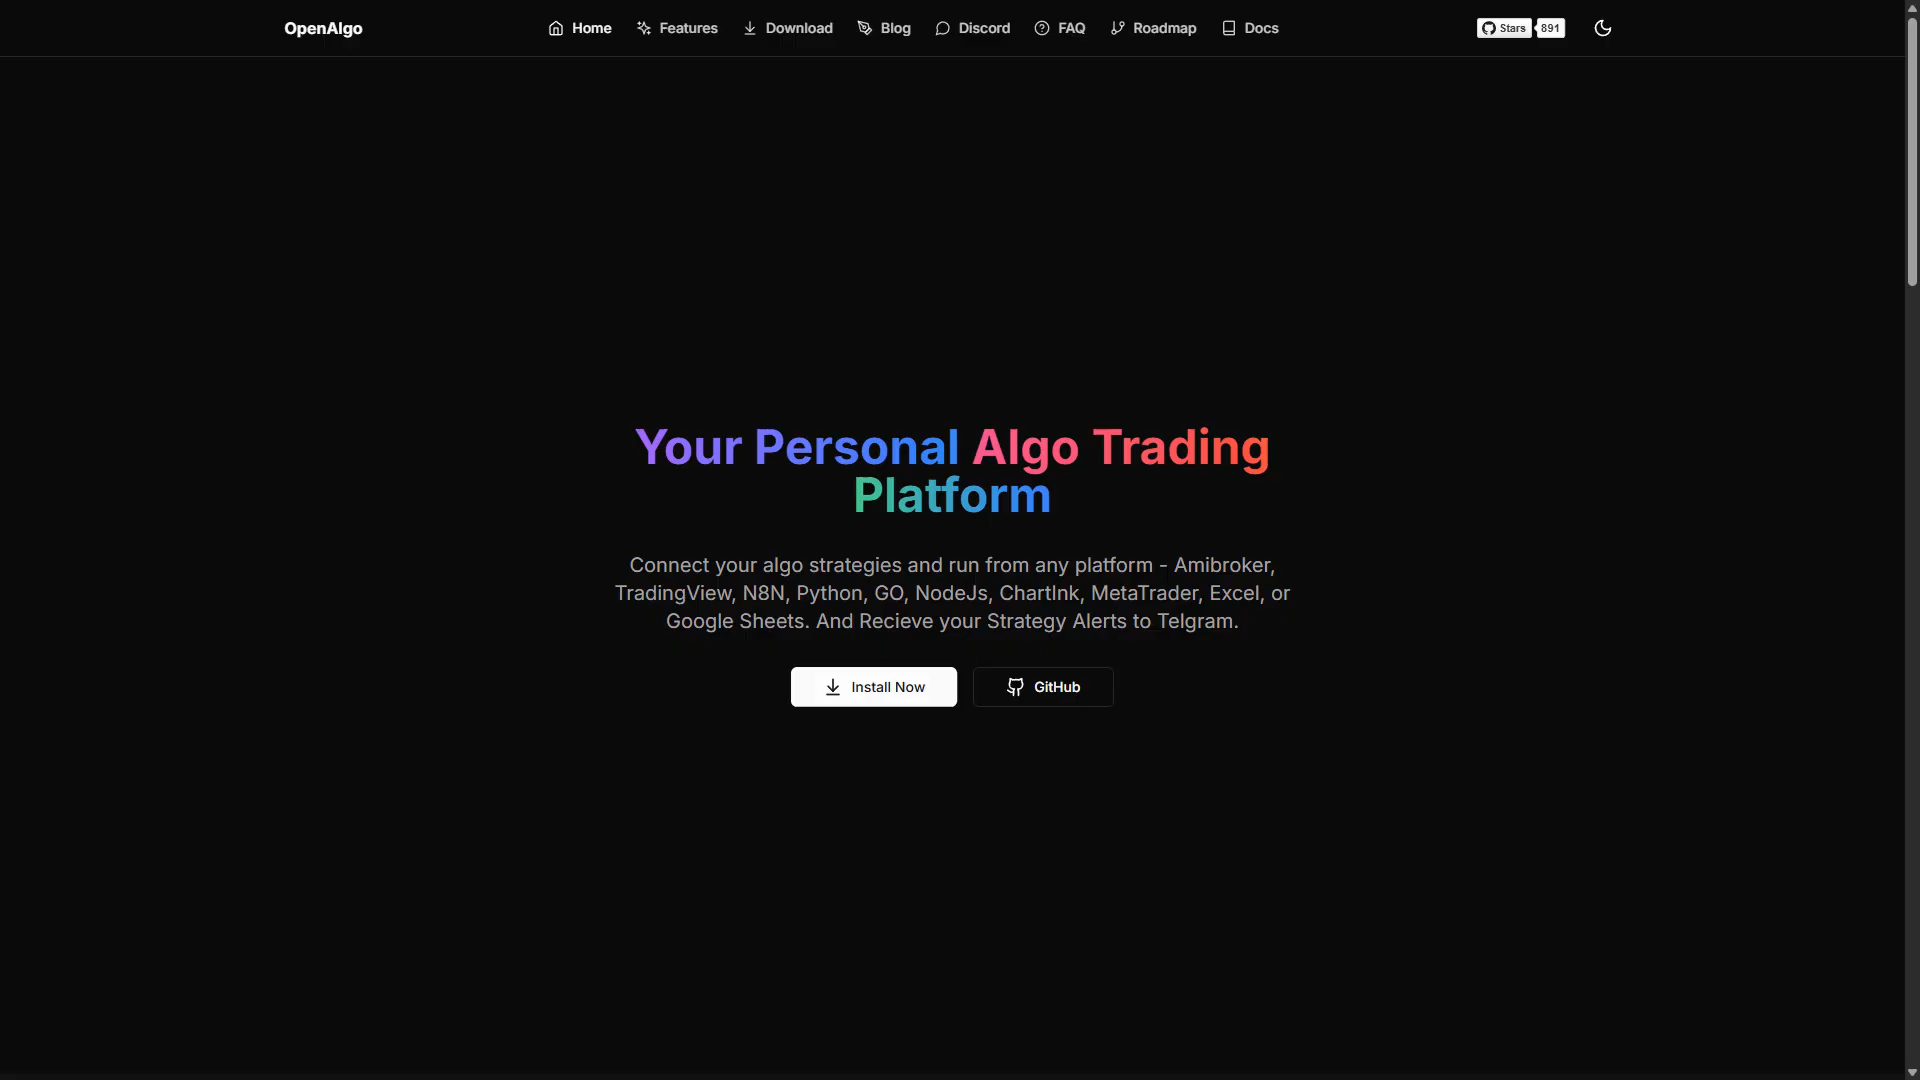 OpenAlgo
Home Features Download Blog Discord FAQ Roadmap Docs
Stars 891
Your Personal Algo Trading
Platform
Connect your algo strategies and run from any platform - Amibroker,
TradingView, N8N, Python, GO, NodeJs, ChartInk, MetaTrader, Excel, or
Google Sheets. And Recieve your Strategy Alerts to Telgram.
Install Now GitHub